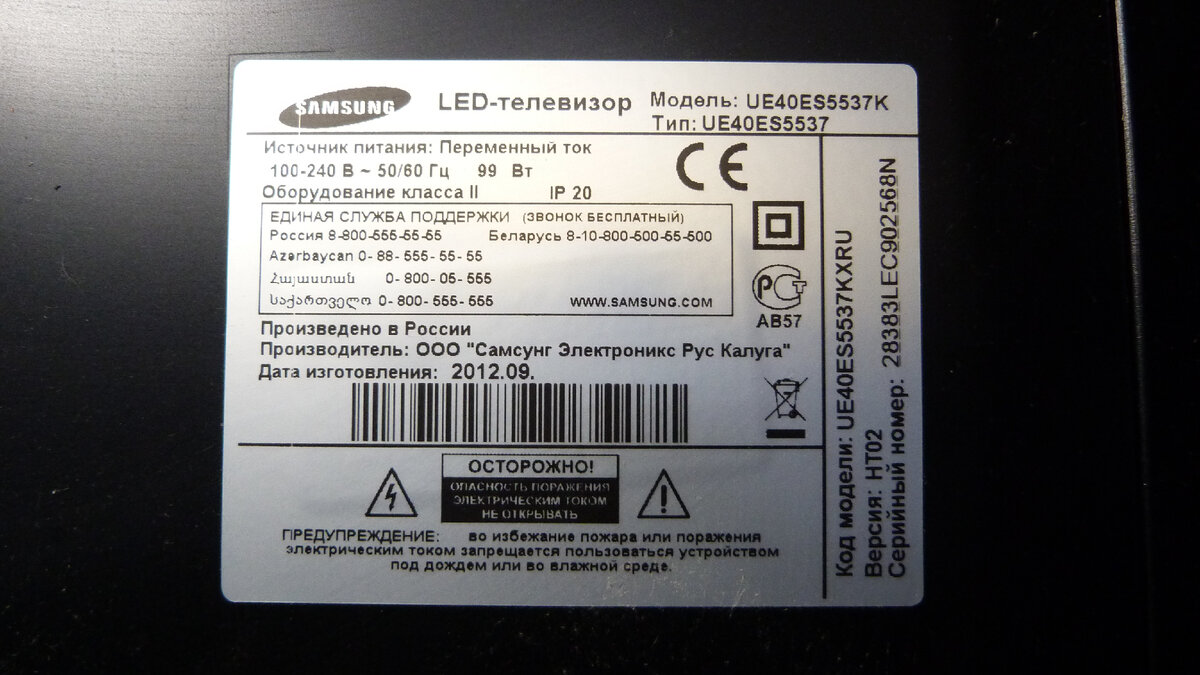 SAMSUNG
LED-телевизор
Модель: UE40ES5537K
Тип: UE40ES5537
Источник питания: Переменный ток
100-240 В ~ 50/60 Гц 99 Вт
Оборудование класса II IP 20
CE
ЕДИНАЯ СЛУЖБА ПОДДЕРЖКИ (ЗВОНОК БЕСПЛАТНЫЙ)
Россия 8-800-555-55-55 Беларусь 8-10-800-500-55-500
Azerbaycan 0-88-555-55-55
Հայաստան 0-800-05-555
საქართველო 0-800-555-555 WWW.SAMSUNG.COM
АВ57
Произведено в России
Производитель: ООО "Самсунг Электроникс Рус Калуга"
Дата изготовления: 2012.09.
ОСТОРОЖНО!
ОПАСНОСТЬ ПОРАЖЕНИЯ
ЭЛЕКТРИЧЕСКИМ ТОКОМ
НЕ ОТКРЫВАТЬ
ПРЕДУПРЕЖДЕНИЕ: во избежание пожара или поражения
электрическим током запрещается пользоваться устройством
под дождем или во влажной среде.
Код модели: UE40ES5537KXRU
Версия: HT02
Серийный номер: 28383LEC902568N